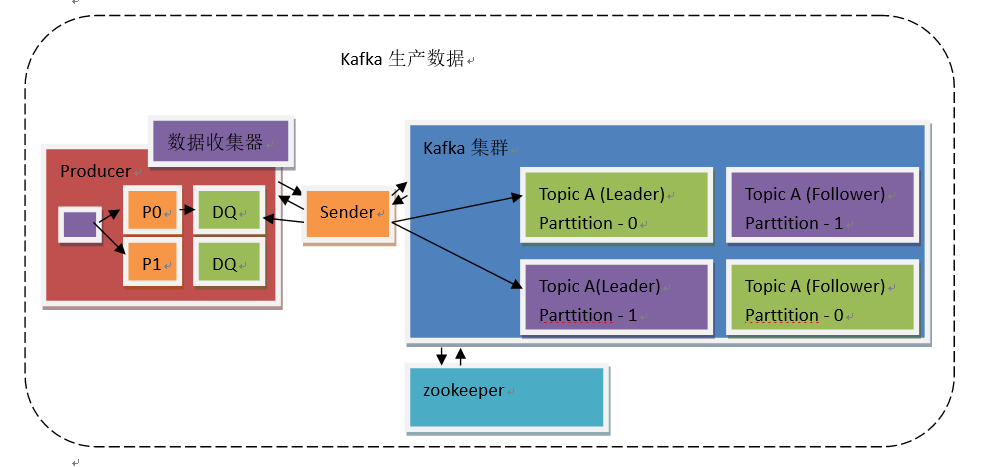 Kafka 生产数据
数据收集器
Producer
P0
DQ
P1
DQ
Sender
Kafka 集群
Topic A (Leader)
Parttition - 0
Topic A (Follower)
Parttition - 1
Topic A(Leader)
Parttition - 1
Topic A (Follower)
Parttition - 0
zookeeper